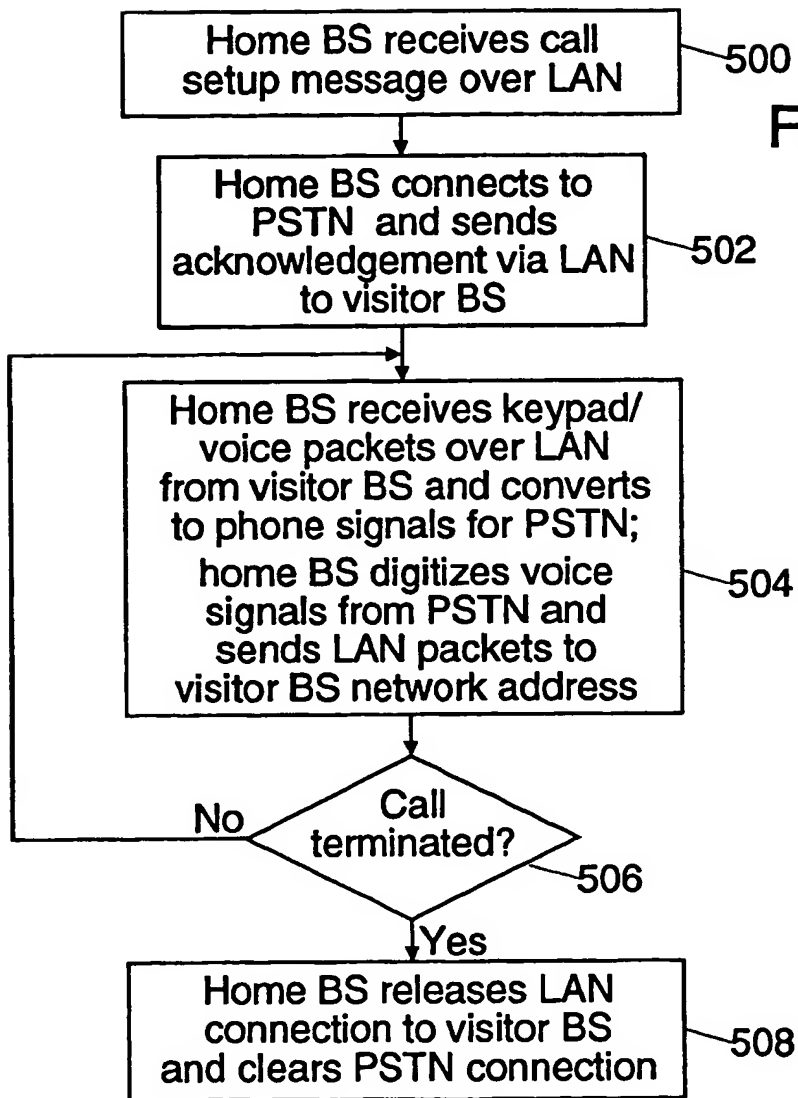 Home BS receives call
setup message over LAN
500
F
Home BS connects to
PSTN and sends
acknowledgement via LAN
to visitor BS
502
Home BS receives keypad/
voice packets over LAN
from visitor BS and converts
to phone signals for PSTN;
home BS digitizes voice
signals from PSTN and
sends LAN packets to
visitor BS network address
504
No
Call
terminated?
506
Yes
Home BS releases LAN
connection to visitor BS
and clears PSTN connection
508